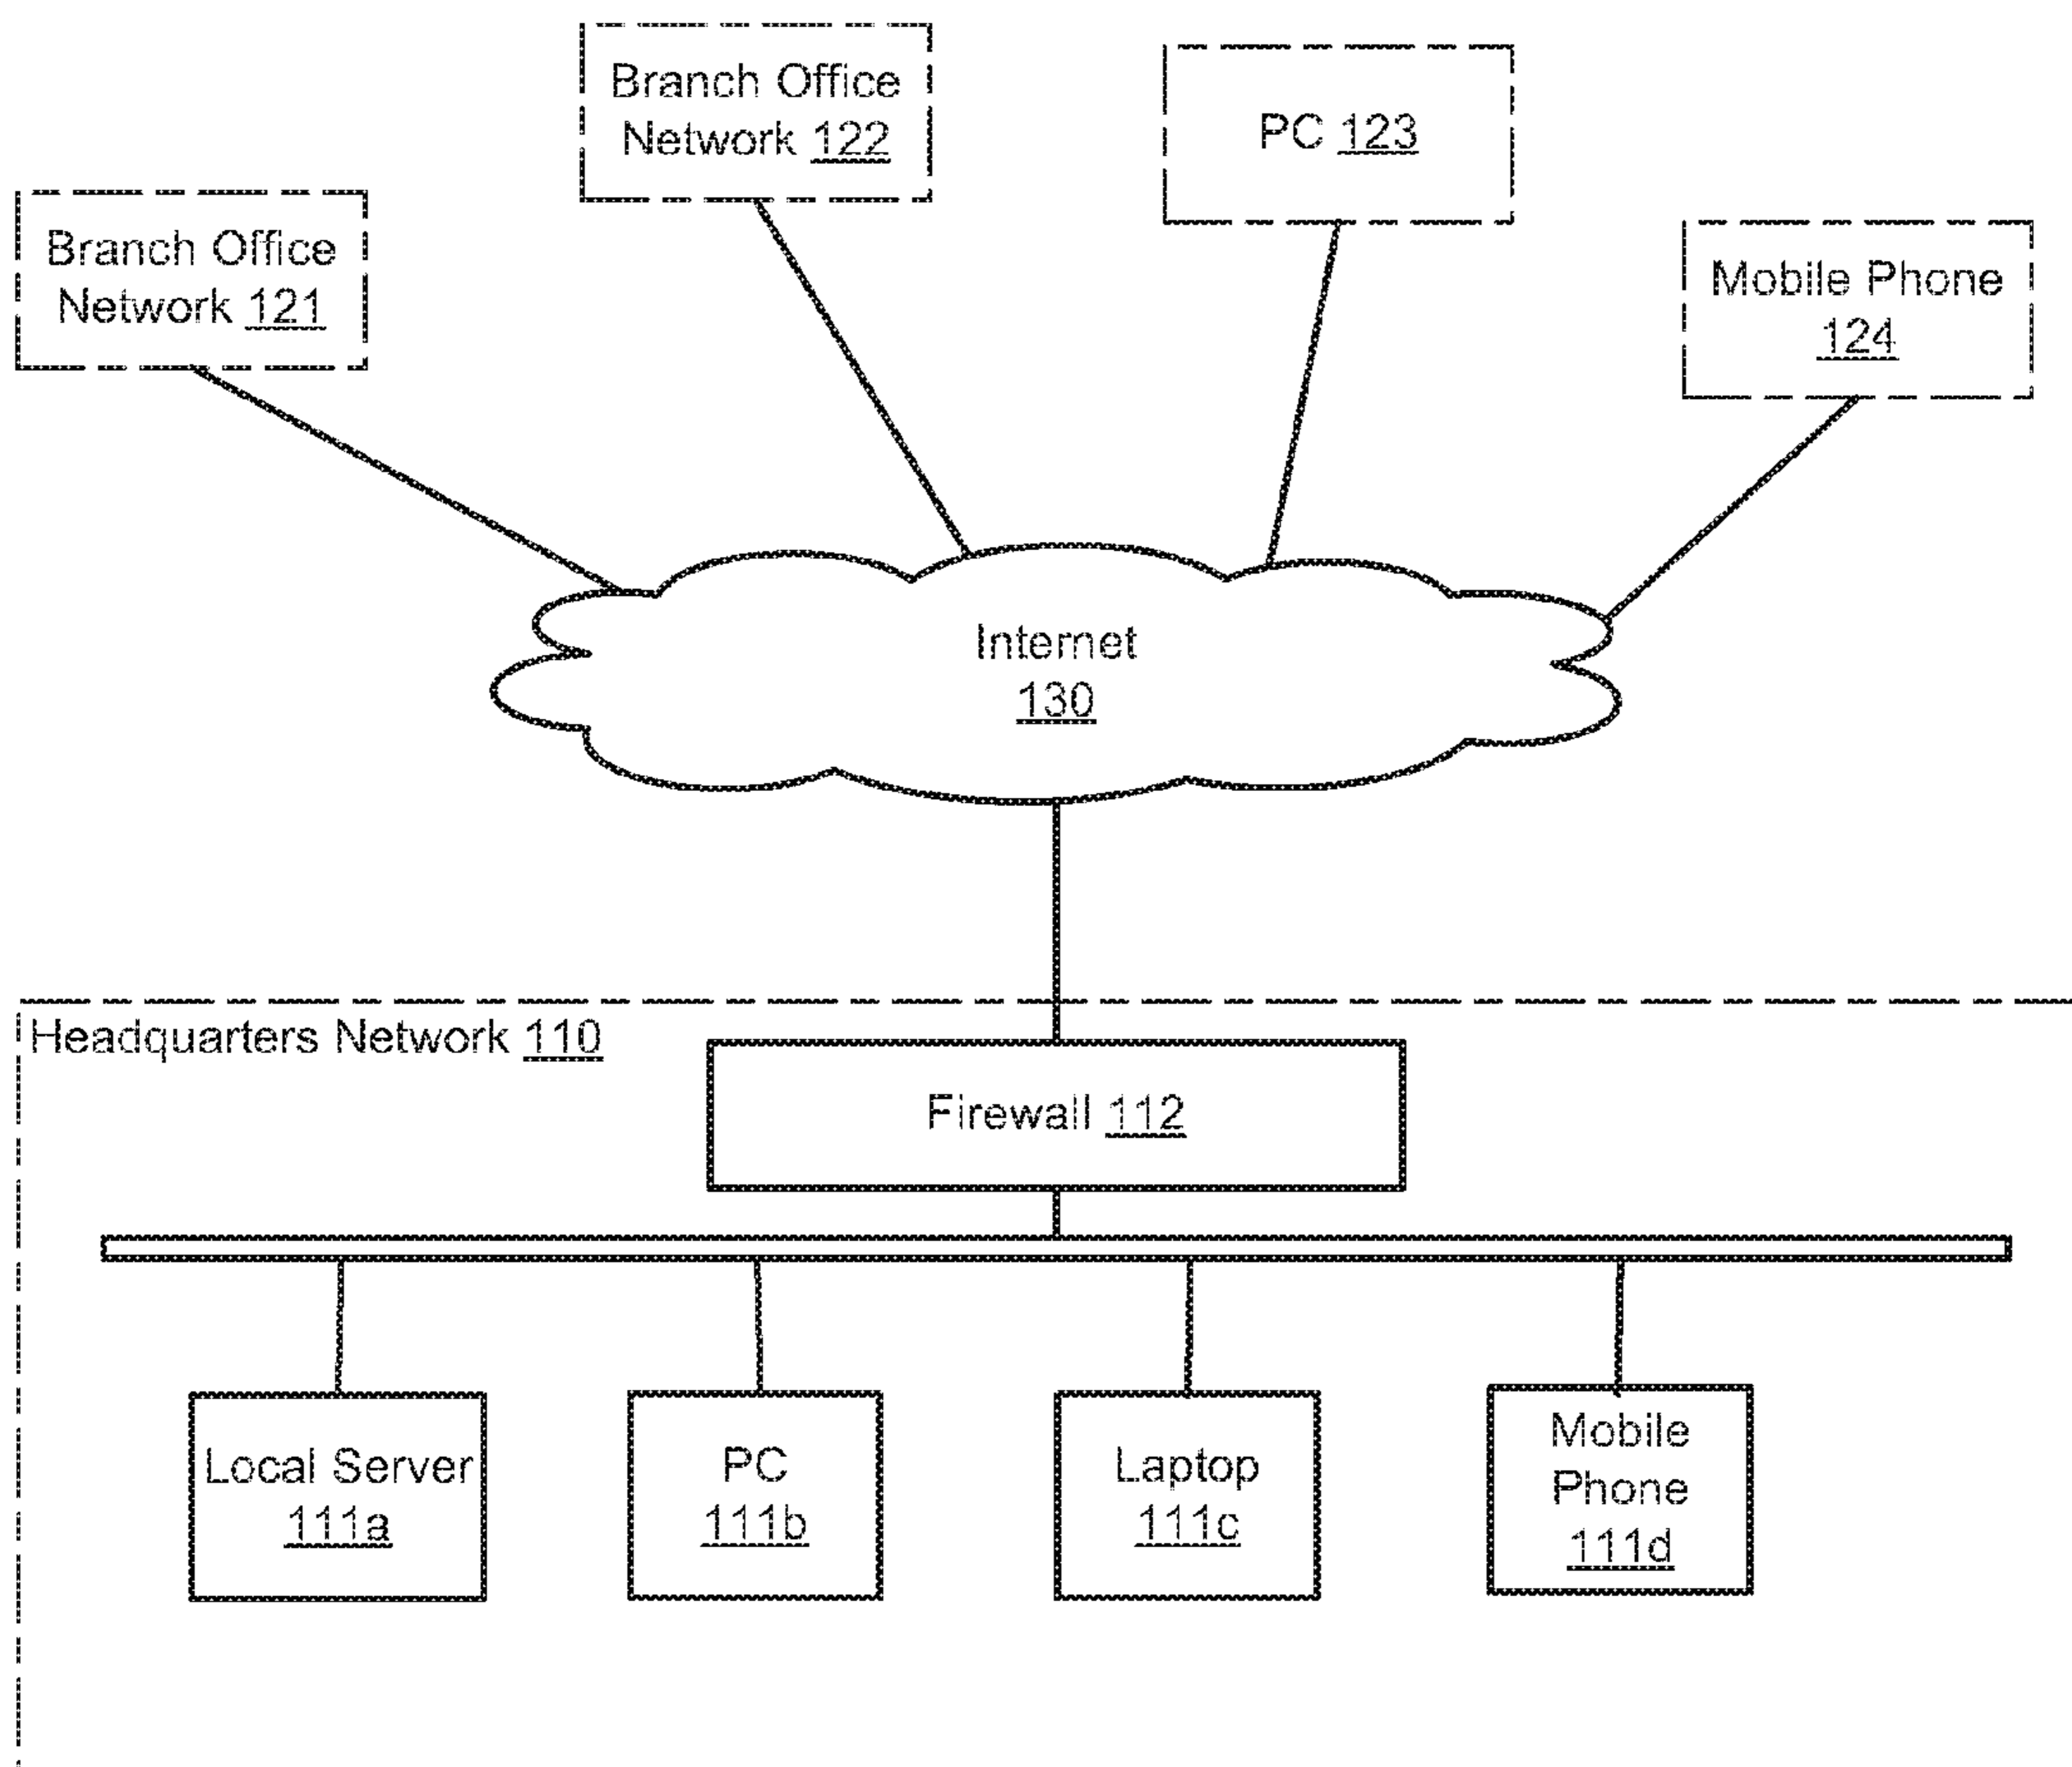 Branch Office
Network 122
PC 123
Branch Office
Network 121
Mobile Phone
124
Internet
130
Headquarters Network 110
Firewall 112
Local Server
111a
PC
111b
Laptop
111c
Mobile
Phone
111d